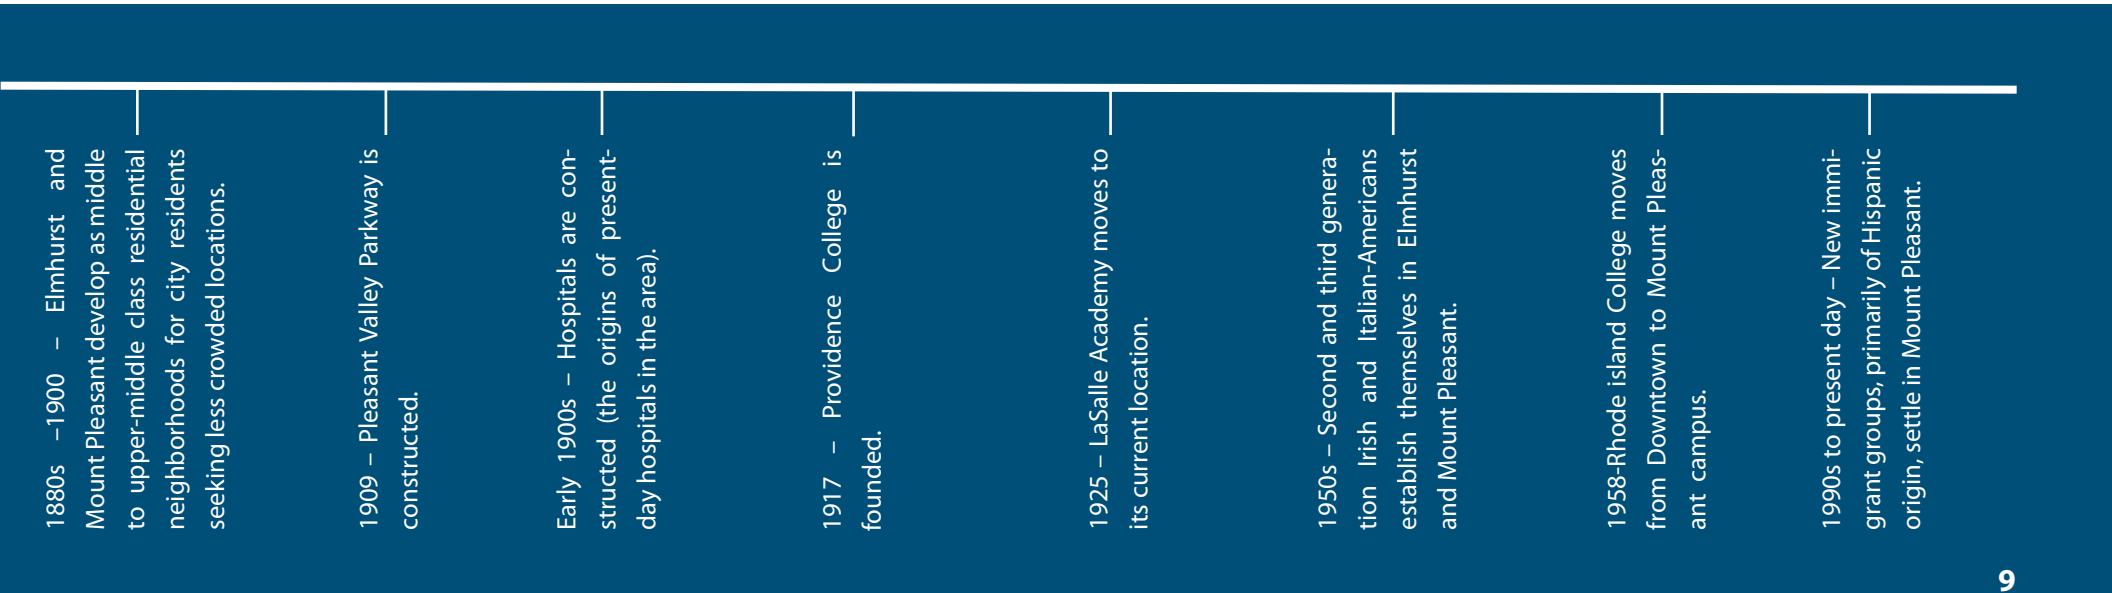 1880s –1900 – Elmhurst and
Mount Pleasant develop as middle
to upper-middle class residential
neighborhoods for city residents
seeking less crowded locations.
1909 – Pleasant Valley Parkway is
constructed.
Early 1900s – Hospitals are con-
structed (the origins of present-
day hospitals in the area).
1917 – Providence College is
founded.
1925 – LaSalle Academy moves to
its current location.
1950s – Second and third genera-
tion Irish and Italian-Americans
establish themselves in Elmhurst
and Mount Pleasant.
1958-Rhode island College moves
from Downtown to Mount Pleas-
ant campus.
1990s to present day – New immi-
grant groups, primarily of Hispanic
origin, settle in Mount Pleasant.
9